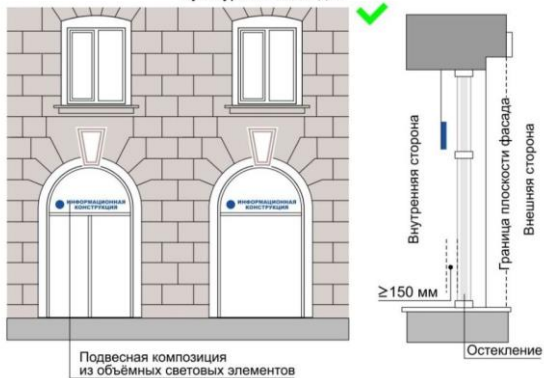 ИНФОРМАЦИОННАЯ
КОНСТРУКЦИЯ
ИНФОРМАЦИОННАЯ
КОНСТРУКЦИЯ
Внутренняя сторона
Граница плоскости фасада
Внешняя сторона
≥150 мм
Остекление
Подвесная композиция
из объёмных световых элементов